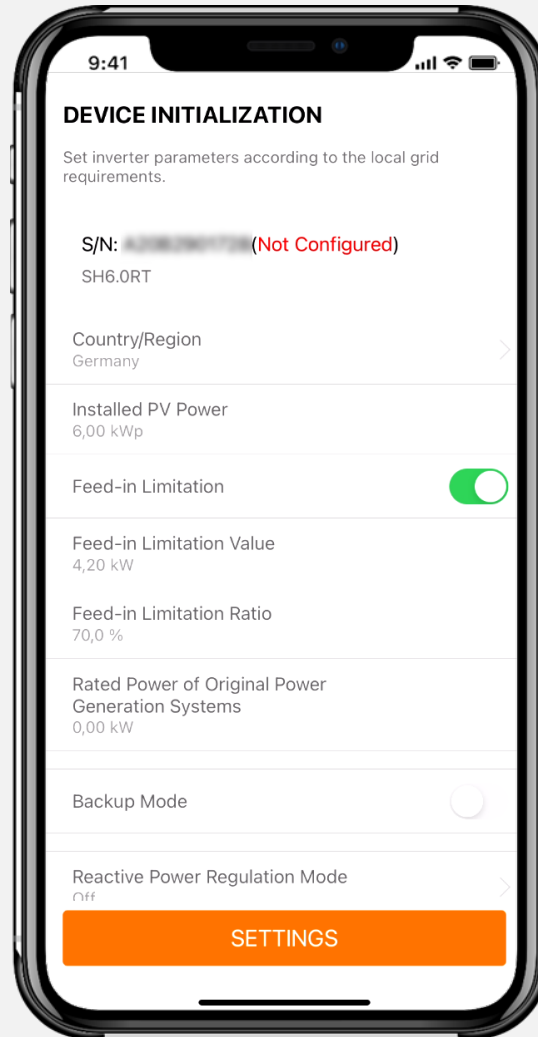 9:41
DEVICE INITIALIZATION
Set inverter parameters according to the local grid
requirements.
S/N: (Not Configured)
SH6.0RT
Country/Region
Germany
Installed PV Power
6,00 kWp
Feed-in Limitation
Feed-in Limitation Value
4,20 kW
Feed-in Limitation Ratio
70,0 %
Rated Power of Original Power
Generation Systems
0,00 kW
Backup Mode
Reactive Power Regulation Mode
Off
SETTINGS